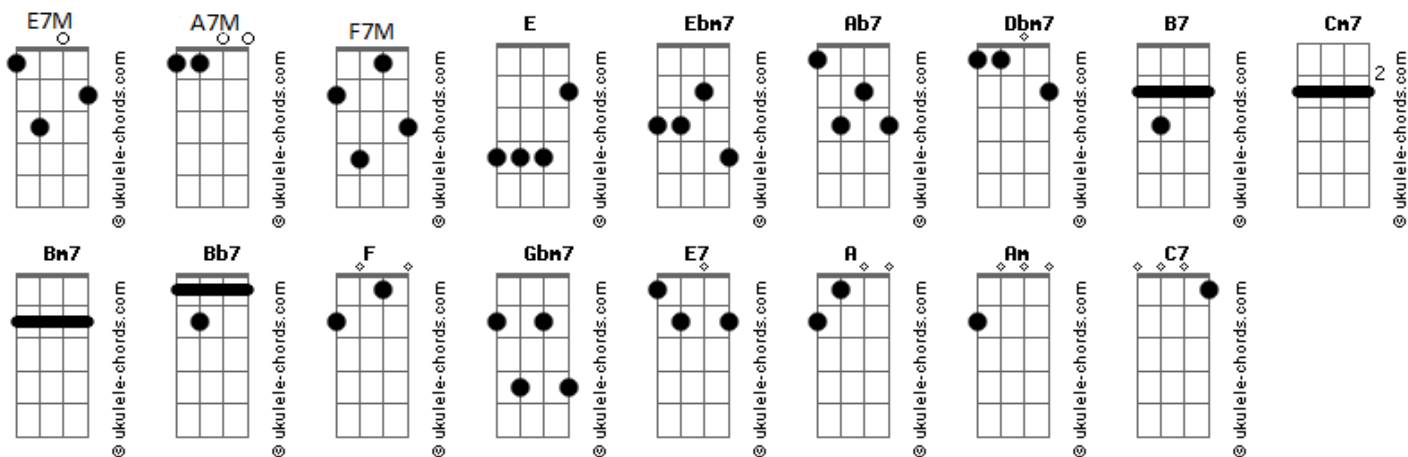 E7M A7M F7M E Ebm7 Ab7 Dbm7 B7 Cm7
2
© ukulele-chords.com © ukulele-chords.com © ukulele-chords.com © ukulele-chords.com © ukulele-chords.com © ukulele-chords.com © ukulele-chords.com © ukulele-chords.com © ukulele-chords.com
Bm7 Bb7 F Gbm7 E7 A Am C7
© ukulele-chords.com © ukulele-chords.com © ukulele-chords.com © ukulele-chords.com © ukulele-chords.com © ukulele-chords.com © ukulele-chords.com © ukulele-chords.com